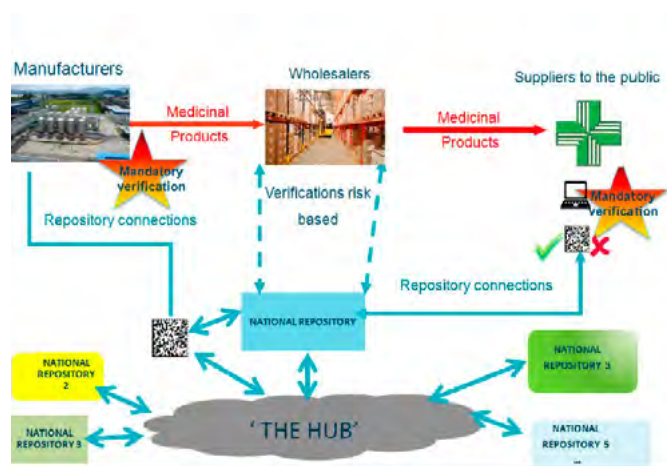 Manufacturers
Wholesalers
Suppliers to the public
Medicinal
Products
Medicinal
Products
Mandatory
verification
Mandatory
verification
Verifications risk
based
Repository connections
Repository connections
NATIONAL REPOSITORY
NATIONAL
REPOSITORY
2
NATIONAL
REPOSITORY 3
NATIONAL
REPOSITORY 3
'THE HUB'
NATIONAL
REPOSITORY 5
...